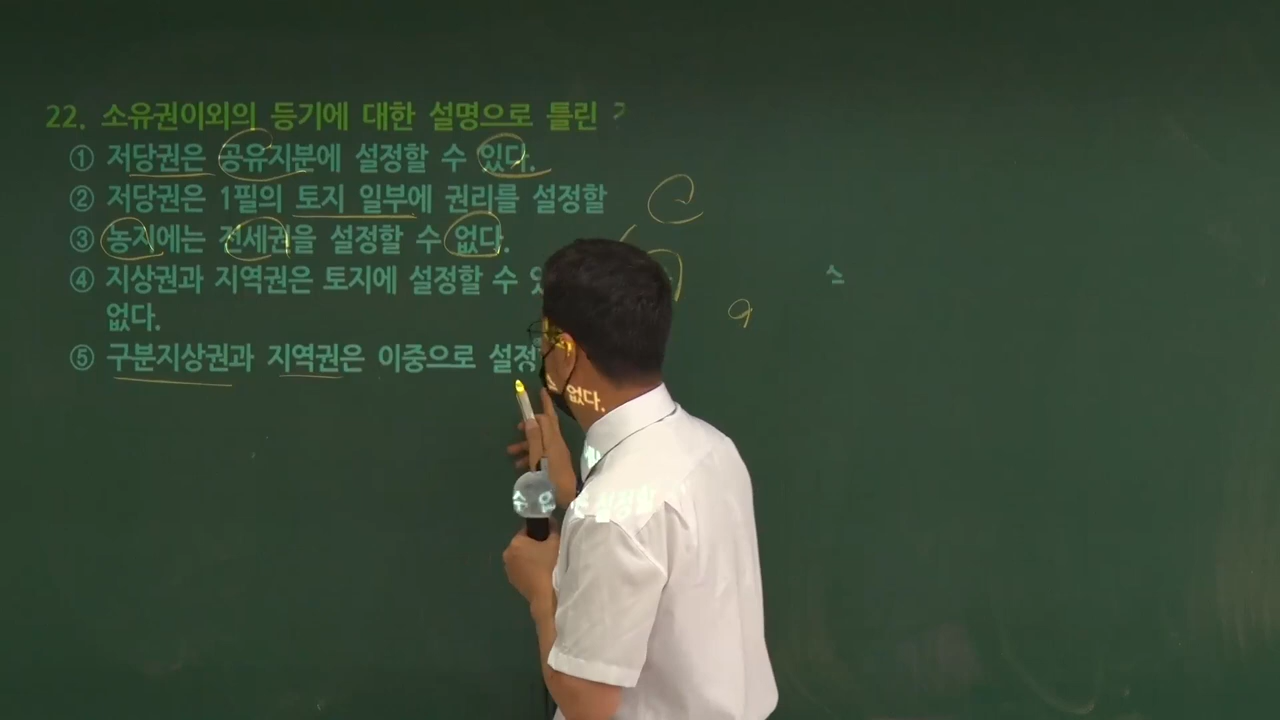 22. 소유권이외의 등기에 대한 설명으로 틀린 ?
① 저당권은 공유지분에 설정할 수 있다.
② 저당권은 1필의 토지 일부에 권리를 설정할
③ 농지에는 전세권을 설정할 수 없다.
④ 지상권과 지역권은 토지에 설정할 수
없다.
⑤ 구분지상권과 지역권은 이중으로 설정
없다.